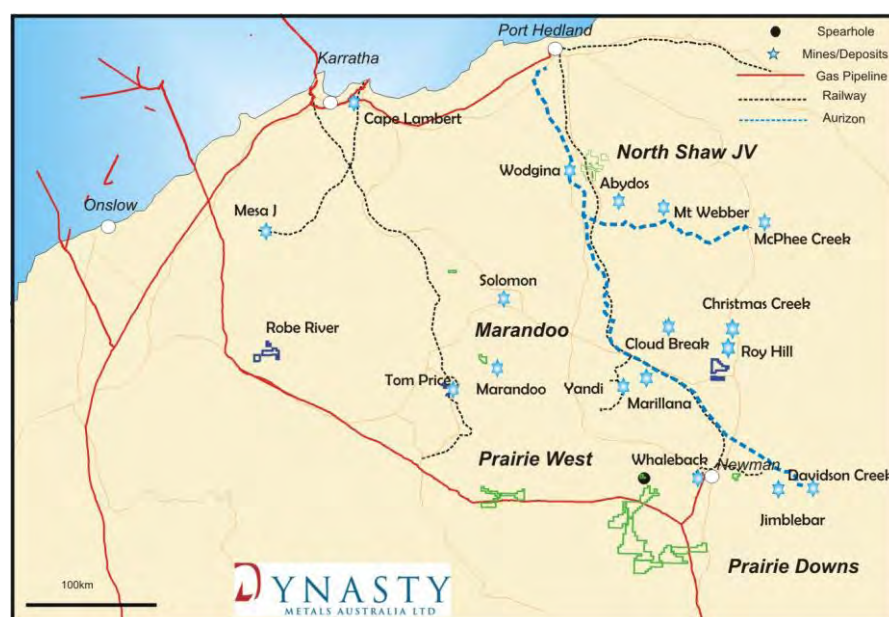 Port Hedland
Spearhole
Mines/Deposits
Gas Pipeline
Railway
Aurizon
Karratha
Cape Lambert
North Shaw JV
Wodgina
Abydos
Mt Webber
McPhee Creek
Onslow
Mesa J
Solomon
Christmas Creek
Robe River
Marandoo
Cloud Break
Roy Hill
Tom Price
Marandoo
Yandi
Marillana
Prairie West
Whaleback
Newman
Davidson Creek
Jimblebar
Prairie Downs
100km
DYNASTY
METALS AUSTRALIA LTD